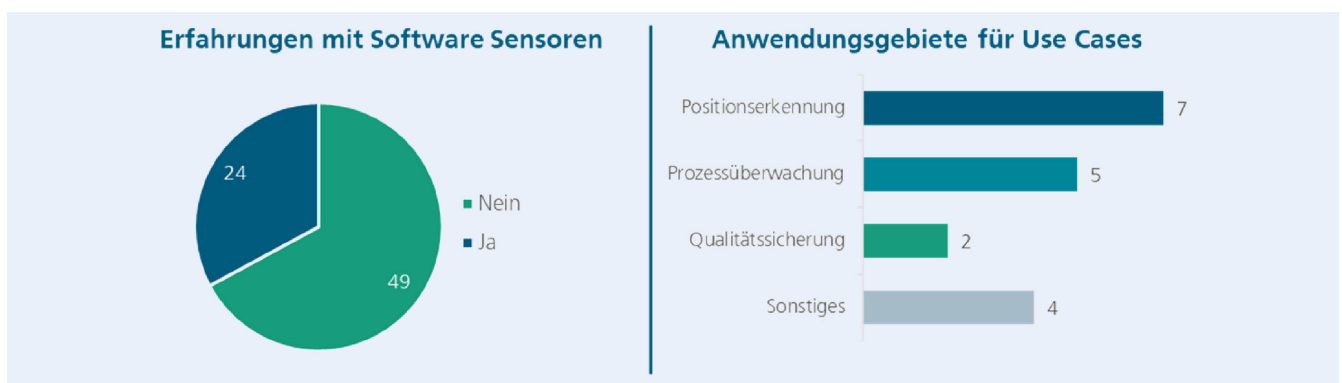 Erfahrungen mit Software Sensoren
24
49
Nein
Ja
Anwendungsgebiete für Use Cases
Positionserkennung
7
Prozessüberwachung
5
Qualitätssicherung
2
Sonstiges
4